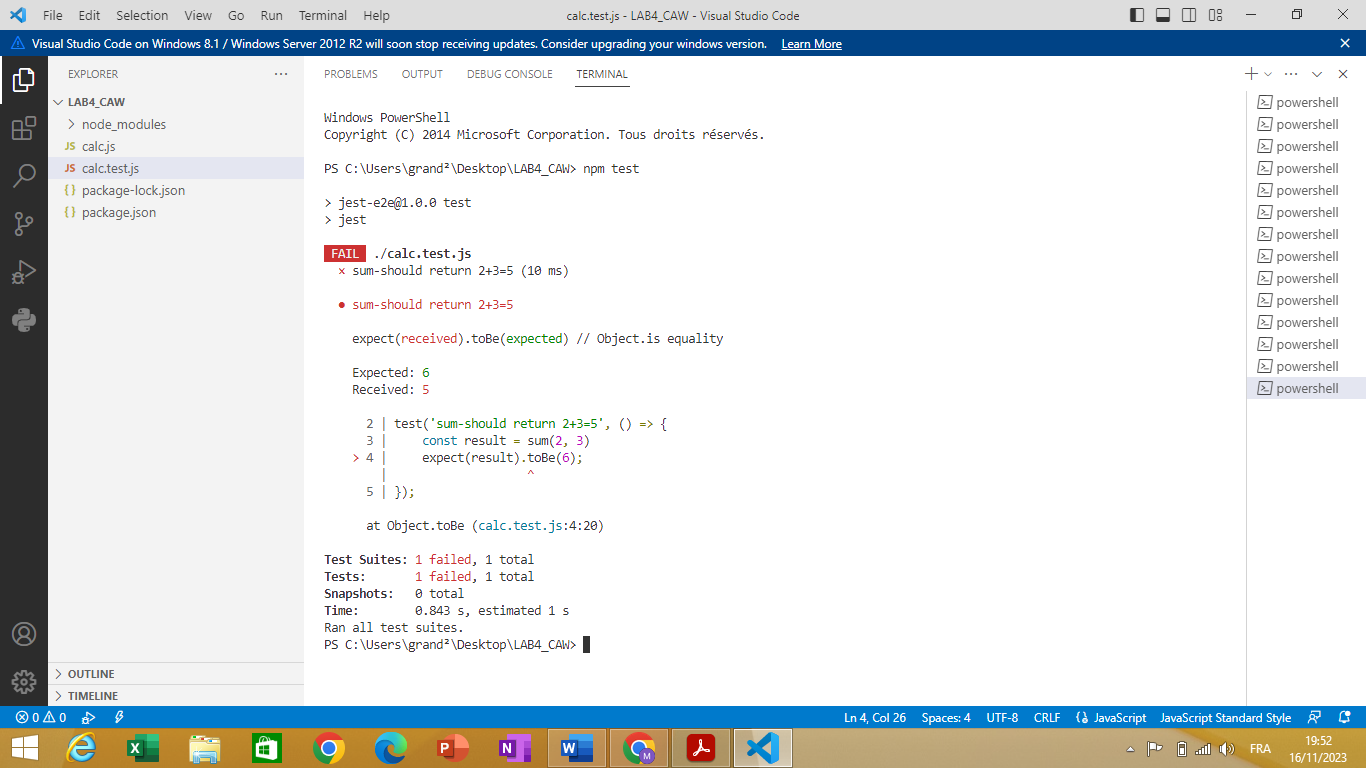 File Edit Selection View Go Run Terminal Help calc.test.js - LAB4_CAW - Visual Studio Code
Visual Studio Code on Windows 8.1 / Windows Server 2012 R2 will soon stop receiving updates. Consider upgrading your windows version. Learn More
EXPLORER
LAB4_CAW
node_modules
JS calc.js
JS calc.test.js
{} package-lock.json
{} package.json
OUTLINE
TIMELINE
PROBLEMS OUTPUT DEBUG CONSOLE TERMINAL
Windows PowerShell
Copyright (C) 2014 Microsoft Corporation. Tous droits réservés.
PS C:\Users\grand²\Desktop\LAB4_CAW> npm test
> jest-e2e@1.0.0 test
> jest
FAIL ./calc.test.js
× sum-should return 2+3=5 (10 ms)
● sum-should return 2+3=5
expect(received).toBe(expected) // Object.is equality
Expected: 6
Received: 5
2 | test('sum-should return 2+3=5', () => {
3 | const result = sum(2, 3)
> 4 | expect(result).toBe(6);
| ^
5 | });
at Object.toBe (calc.test.js:4:20)
Test Suites: 1 failed, 1 total
Tests: 1 failed, 1 total
Snapshots: 0 total
Time: 0.843 s, estimated 1 s
Ran all test suites.
PS C:\Users\grand²\Desktop\LAB4_CAW>
powershell
powershell
powershell
powershell
powershell
powershell
powershell
powershell
powershell
powershell
powershell
powershell
powershell
powershell
0 0 Ln 4, Col 26 Spaces: 4 UTF-8 CRLF {} JavaScript JavaScript Standard Style
FRA
19:52
16/11/2023